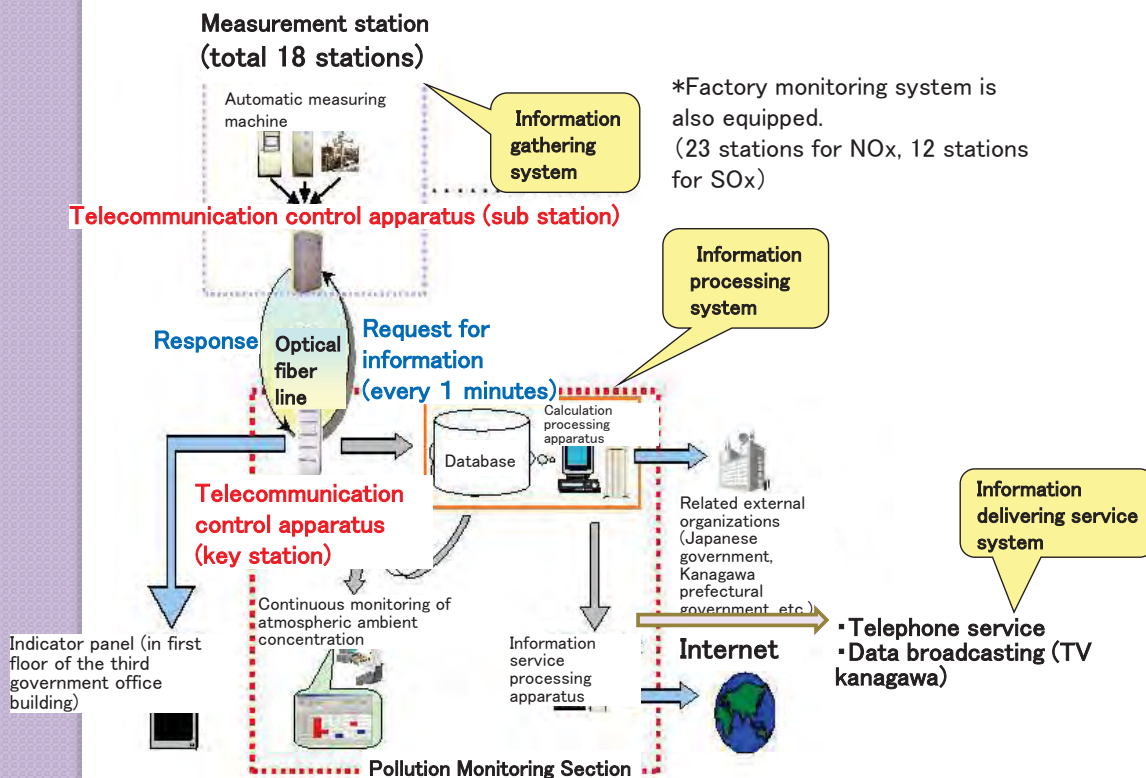 Measurement station
(total 18 stations)
Automatic measuring
machine
Information
gathering
system
*Factory monitoring system is
also equipped.
(23 stations for NOx, 12 stations
for SOx)
Telecommunication control apparatus (sub station)
Information
processing
system
Response
Optical
fiber
line
Request for
information
(every 1 minutes)
Calculation
processing
apparatus
Database
Telecommunication
control apparatus
(key station)
Related external
organizations
(Japanese
government,
Kanagawa
prefectural
government, etc.)
Information
delivering service
system
Continuous monitoring of
atmospheric ambient
concentration
Indicator panel (in first
floor of the third
government office
building)
Information
service
processing
apparatus
Internet
・Telephone service
・Data broadcasting (TV
kanagawa)
Pollution Monitoring Section